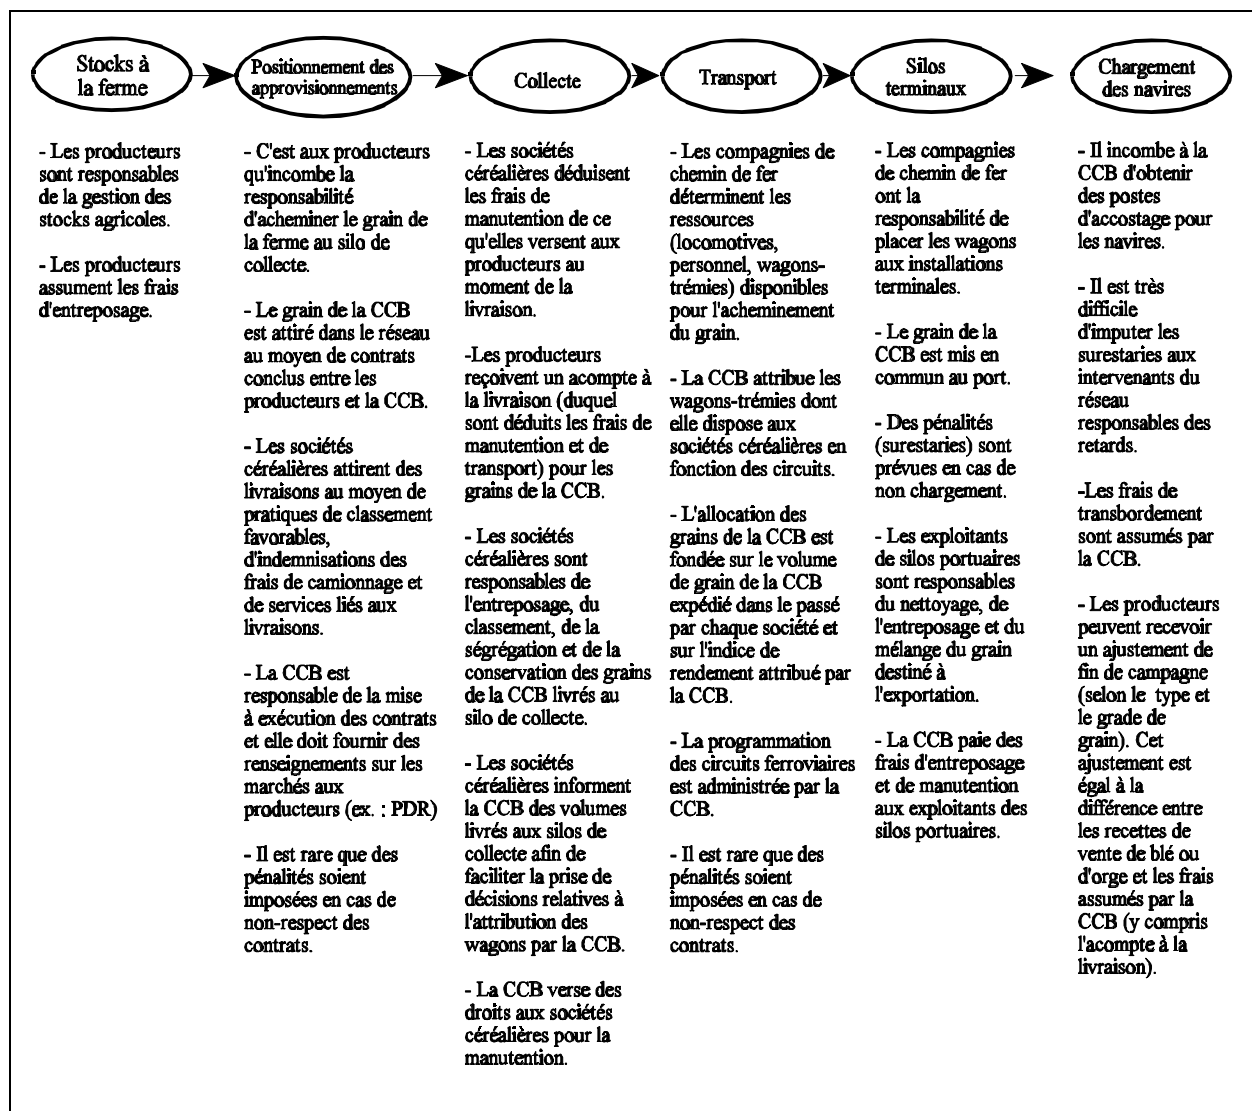 Stocks à
la ferme
Positionnement des
approvisionnements
Collecte
Transport
Silos
terminaux
Chargement
des navires
- Les producteurs
sont responsables
de la gestion des
stocks agricoles.
- Les producteurs
assument les frais
d'entreposage.
- C'est aux producteurs
qu'incombe la
responsabilité
d'acheminer le grain de
la ferme au silo de
collecte.
- Le grain de la CCB
est attiré dans le réseau
au moyen de contrats
conclus entre les
producteurs et la CCB.
- Les sociétés
céréalières attirent des
livraisons au moyen de
pratiques de classement
favorables,
d'indemnisations des
frais de camionnage et
de services liés aux
livraisons.
- La CCB est
responsable de la mise
à exécution des contrats
et elle doit fournir des
renseignements sur les
marchés aux
producteurs (ex. : PDR)
- Il est rare que des
pénalités soient
imposées en cas de
non-respect des
contrats.
- Les sociétés
céréalières déduisent
les frais de
manutention de ce
qu'elles versent aux
producteurs au
moment de la
livraison.
-Les producteurs
reçoivent un acompte à
la livraison (duquel
sont déduits les frais de
manutention et de
transport) pour les
grains de la CCB.
- Les sociétés
céréalières sont
responsables de
l'entreposage, du
classement, de la
ségrégation et de la
conservation des grains
de la CCB livrés au
silo de collecte.
- Les sociétés
céréalières informent
la CCB des volumes
livrés aux silos de
collecte afin de
faciliter la prise de
décisions relatives à
l'attribution des
wagons par la CCB.
- La CCB verse des
droits aux sociétés
céréalières pour la
manutention.
- Les compagnies de
chemin de fer
déterminent les
ressources
(locomotives,
personnel, wagons-
trémies) disponibles
pour l'acheminement
du grain.
- La CCB attribue les
wagons-trémies dont
elle dispose aux
sociétés céréalières en
fonction des circuits.
- L'allocation des
grains de la CCB est
fondée sur le volume
de grain de la CCB
expédié dans le passé
par chaque société et
sur l'indice de
rendement attribué par
la CCB.
- La programmation
des circuits ferroviaires
est administrée par la
CCB.
- Il est rare que des
pénalités soient
imposées en cas de
non-respect des
contrats.
- Les compagnies
de chemin de fer
ont la
responsabilité de
placer les wagons
aux installations
terminales.
- Le grain de la
CCB est mis en
commun au port.
- Des pénalités
(surestaries) sont
prévues en cas de
non chargement.
- Les exploitants
de silos portuaires
sont responsables
du nettoyage, de
l'entreposage et du
mélange du grain
destiné à
l'exportation.
- La CCB paie des
frais d'entreposage
et de manutention
aux exploitants des
silos portuaires.
- Il incombe à la
CCB d'obtenir
des postes
d'accostage pour
les navires.
- Il est très
difficile
d'imputer les
surestaries aux
intervenants du
réseau
responsables des
retards.
-Les frais de
transbordement
sont assumés par
la CCB.
- Les producteurs
peuvent recevoir
un ajustement de
fin de campagne
(selon le type et
le grade de
grain). Cet
ajustement est
égal à la
différence entre
les recettes de
vente de blé ou
d'orge et les frais
assumés par la
CCB (y compris
l'acompte à la
livraison).